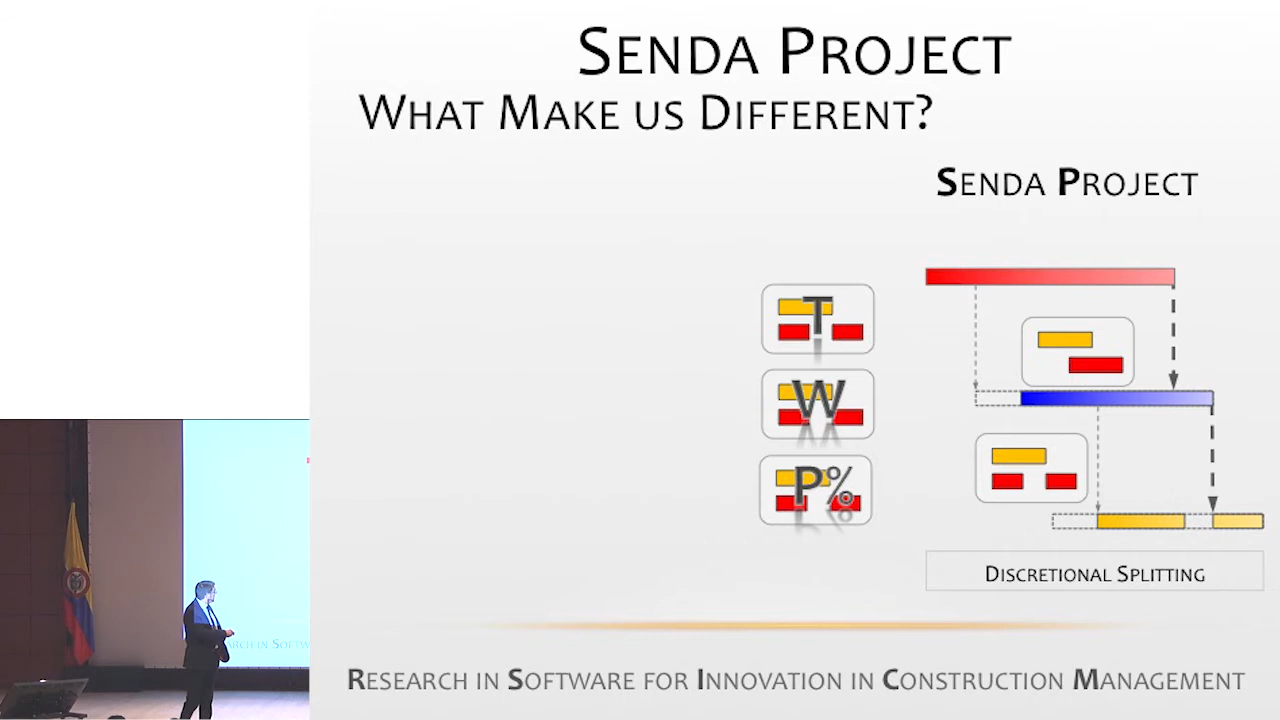 SENDA PROJECT
WHAT MAKE US DIFFERENT?
SENDA PROJECT
T
W
P%
DISCRETIONAL SPLITTING
RESEARCH IN SOFTWARE FOR INNOVATION IN CONSTRUCTION MANAGEMENT